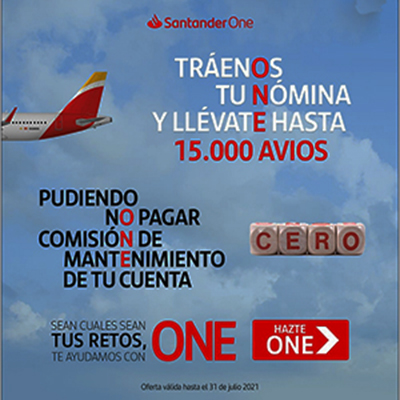 Santander One
TRÁENOS
TU NÓMINA
Y LLÉVATE HASTA
15.000 AVIOS
PUDIENDO
NO PAGAR
COMISIÓN DE
MANTENIMIENTO
DE TU CUENTA
CERO
SEAN CUALES SEAN
TUS RETOS,
TE AYUDAMOS CON
ONE
HAZTE
ONE
Oferta válida hasta el 31 de julio 2021